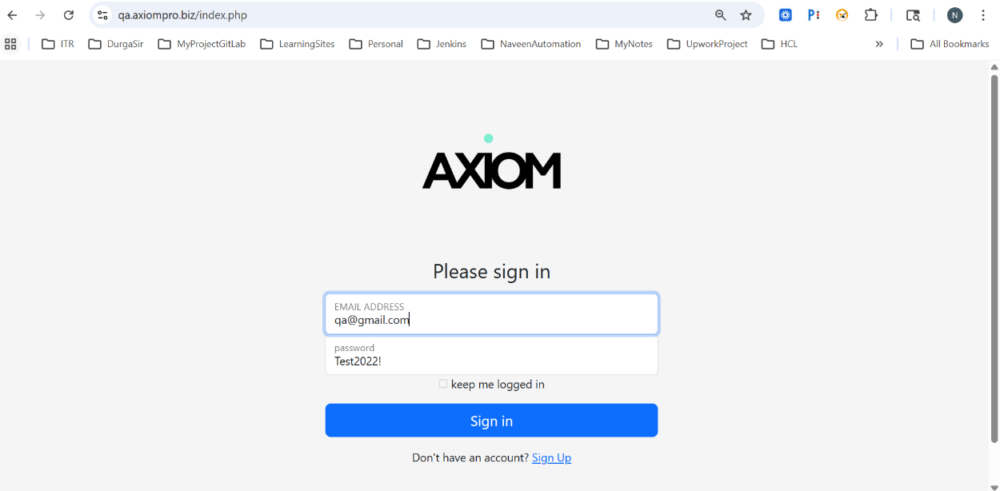 qa.axiompro.biz/index.php
N
ITR DurgaSir MyProjectGitLab LearningSites Personal Jenkins NaveenAutomation MyNotes UpworkProject HCL » All Bookmarks
AXIOM
Please sign in
EMAIL ADDRESS
qa@gmail.com
password
Test2022!
keep me logged in
Sign in
Don't have an account? Sign Up